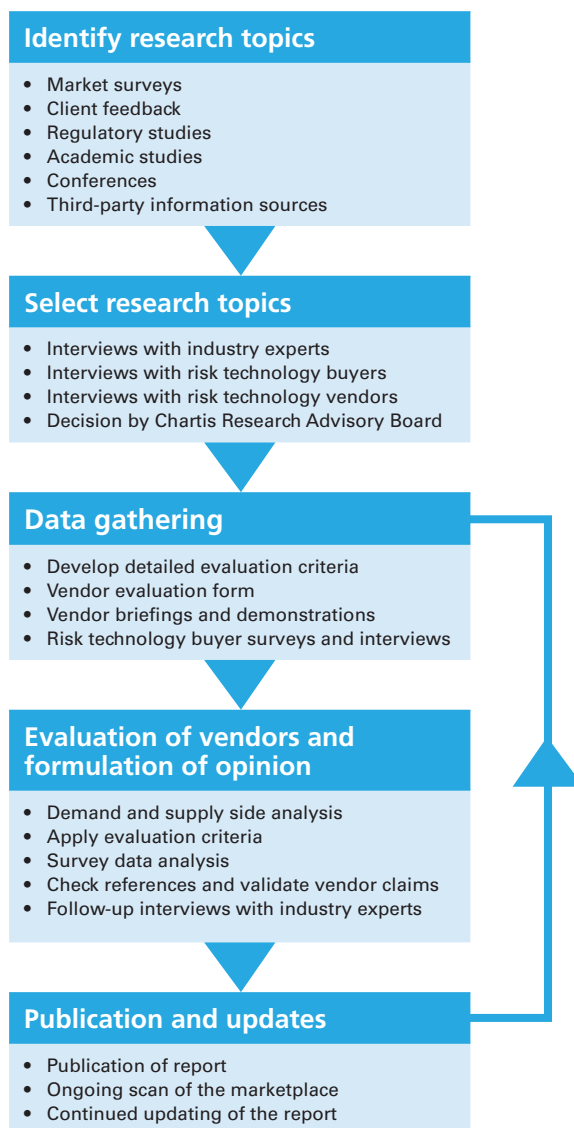 Identify research topics
• Market surveys
• Client feedback
• Regulatory studies
• Academic studies
• Conferences
• Third-party information sources
Select research topics
• Interviews with industry experts
• Interviews with risk technology buyers
• Interviews with risk technology vendors
• Decision by Chartis Research Advisory Board
Data gathering
• Develop detailed evaluation criteria
• Vendor evaluation form
• Vendor briefings and demonstrations
• Risk technology buyer surveys and interviews
Evaluation of vendors and
formulation of opinion
• Demand and supply side analysis
• Apply evaluation criteria
• Survey data analysis
• Check references and validate vendor claims
• Follow-up interviews with industry experts
Publication and updates
• Publication of report
• Ongoing scan of the marketplace
• Continued updating of the report